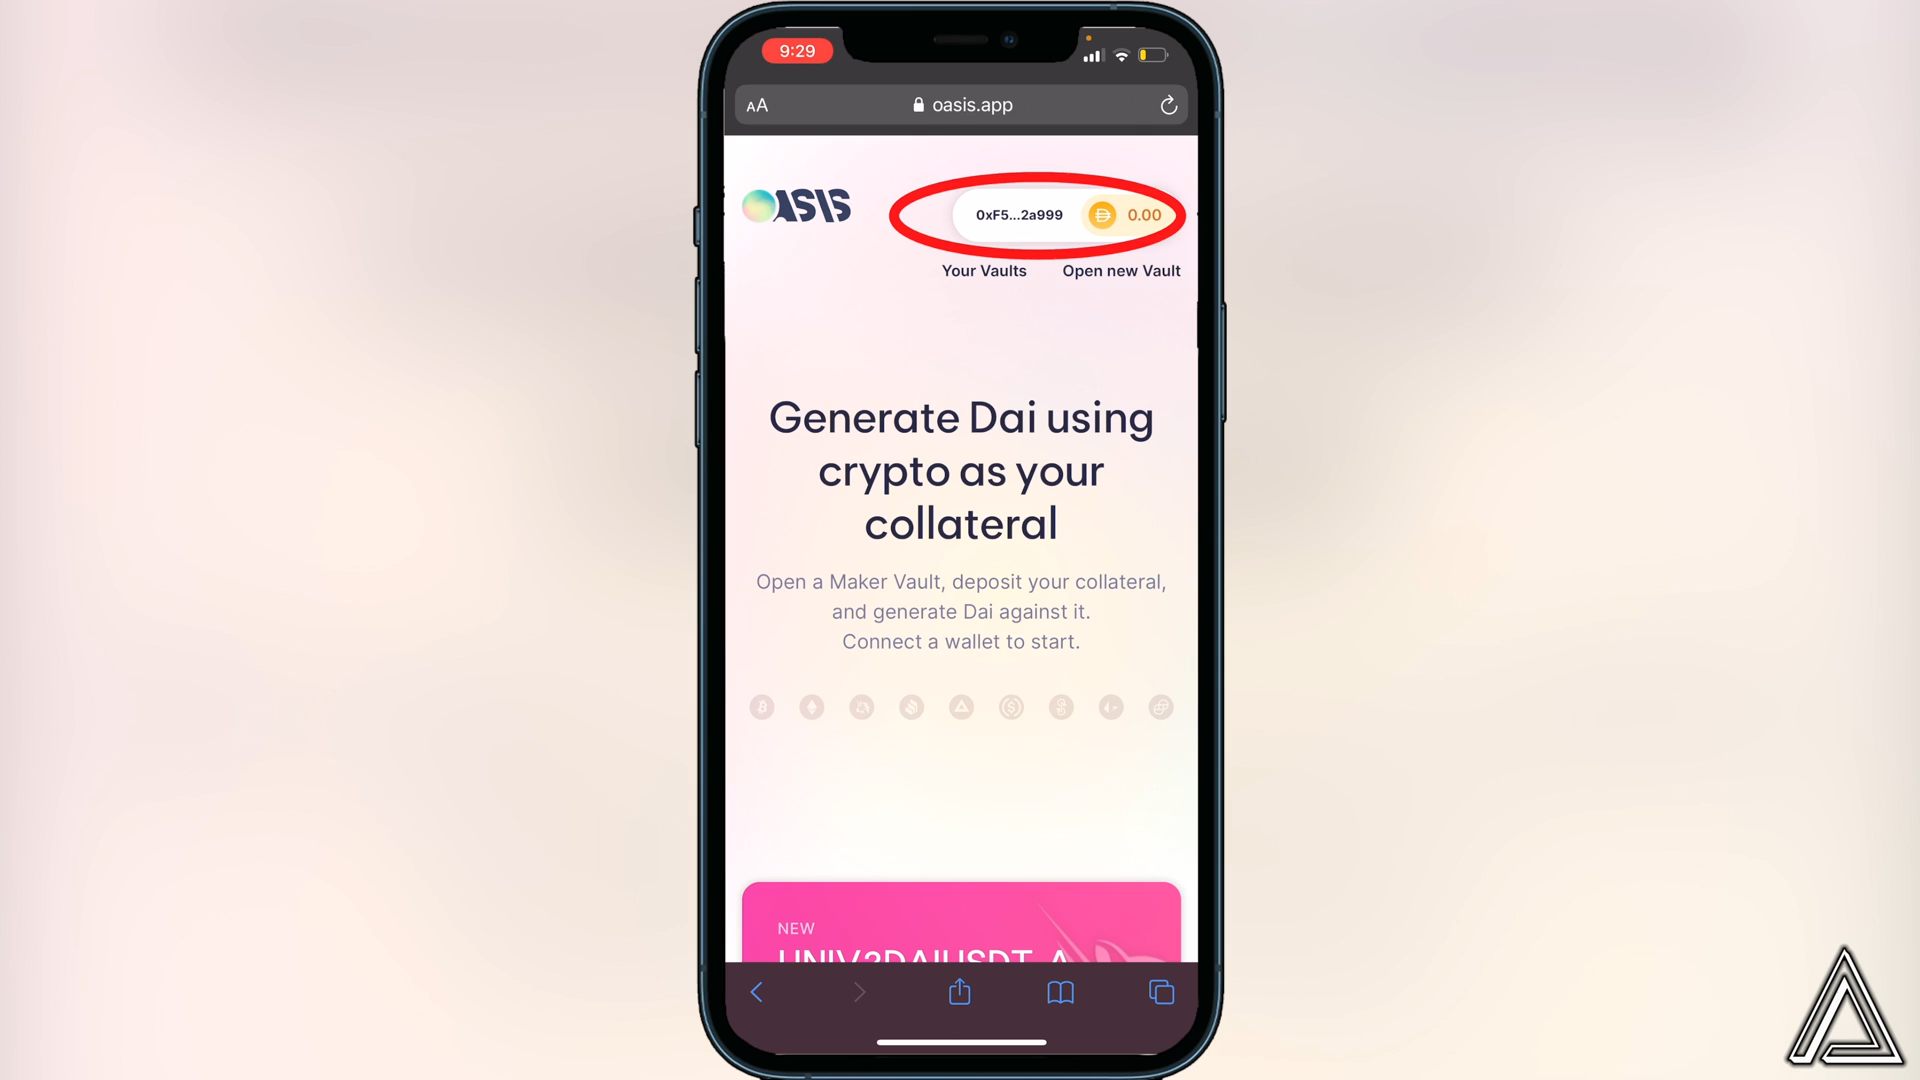 9:29
AA
oasis.app
OASIS
0xF5...2a999
0.00
Your Vaults
Open new Vault
Generate Dai using
crypto as your
collateral
Open a Maker Vault, deposit your collateral,
and generate Dai against it.
Connect a wallet to start.
NEW
UNIV2DAIUSDT-A